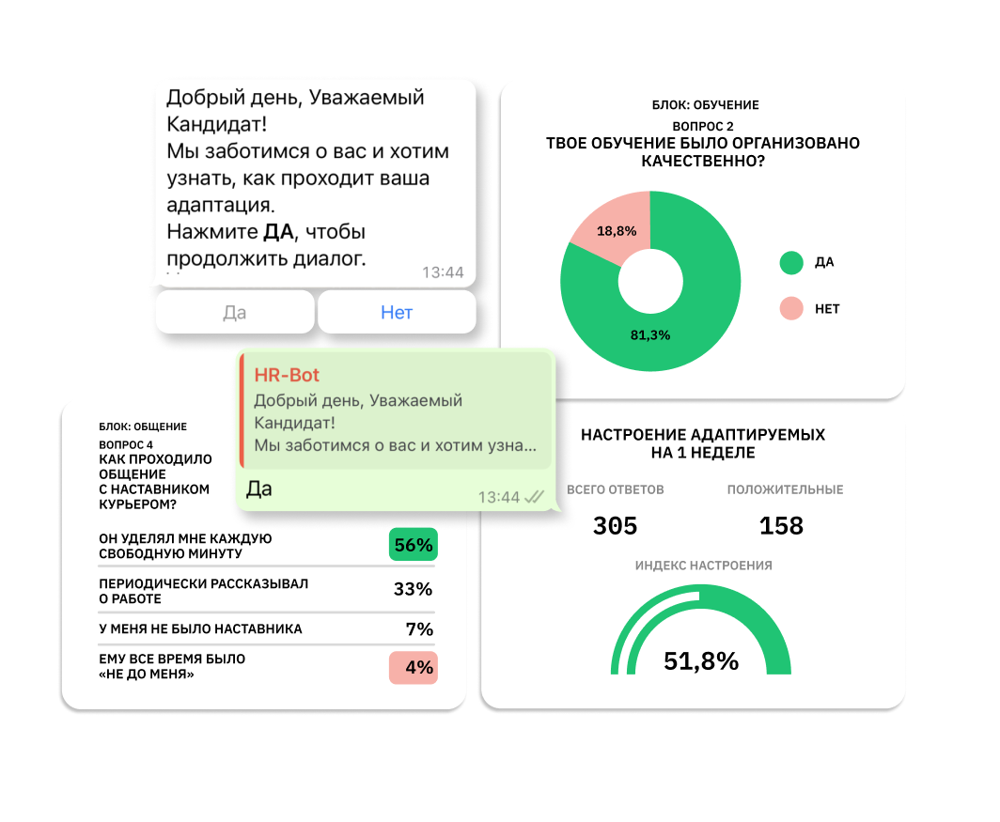 Добрый день, Уважаемый
Кандидат!
Мы заботимся о вас и хотим
узнать, как проходит ваша
адаптация.
Нажмите ДА, чтобы
продолжить диалог.
13:44
Да
Нет
БЛОК: ОБУЧЕНИЕ
ВОПРОС 2
ТВОЕ ОБУЧЕНИЕ БЫЛО ОРГАНИЗОВАНО
КАЧЕСТВЕННО?
18,8%
81,3%
ДА
НЕТ
HR-Bot
Добрый день, Уважаемый
Кандидат!
Мы заботимся о вас и хотим узна...
Да
13:44
БЛОК: ОБЩЕНИЕ
ВОПРОС 4
КАК ПРОХОДИЛО
ОБЩЕНИЕ
С НАСТАВНИКОМ
КУРЬЕРОМ?
ОН УДЕЛЯЛ МНЕ КАЖДУЮ
СВОБОДНУЮ МИНУТУ
56%
ПЕРИОДИЧЕСКИ РАССКАЗЫВАЛ
О РАБОТЕ
33%
У МЕНЯ НЕ БЫЛО НАСТАВНИКА
7%
ЕМУ ВСЕ ВРЕМЯ БЫЛО
«НЕ ДО МЕНЯ»
4%
НАСТРОЕНИЕ АДАПТИРУЕМЫХ
НА 1 НЕДЕЛЕ
ВСЕГО ОТВЕТОВ
ПОЛОЖИТЕЛЬНЫЕ
305
158
ИНДЕКС НАСТРОЕНИЯ
51,8%